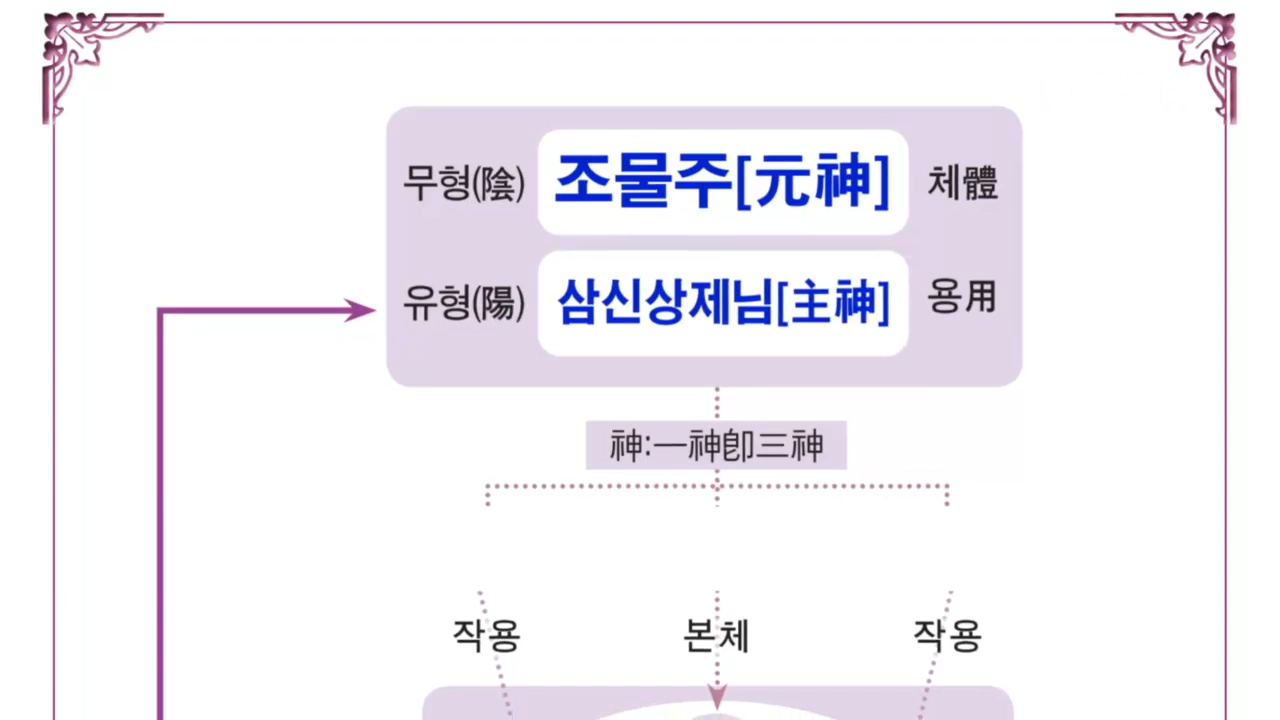 무형(陰) 조물주[元神] 체體
유형(陽) 삼신상제님[主神] 용用
神:一神卽三神
작용 본체 작용